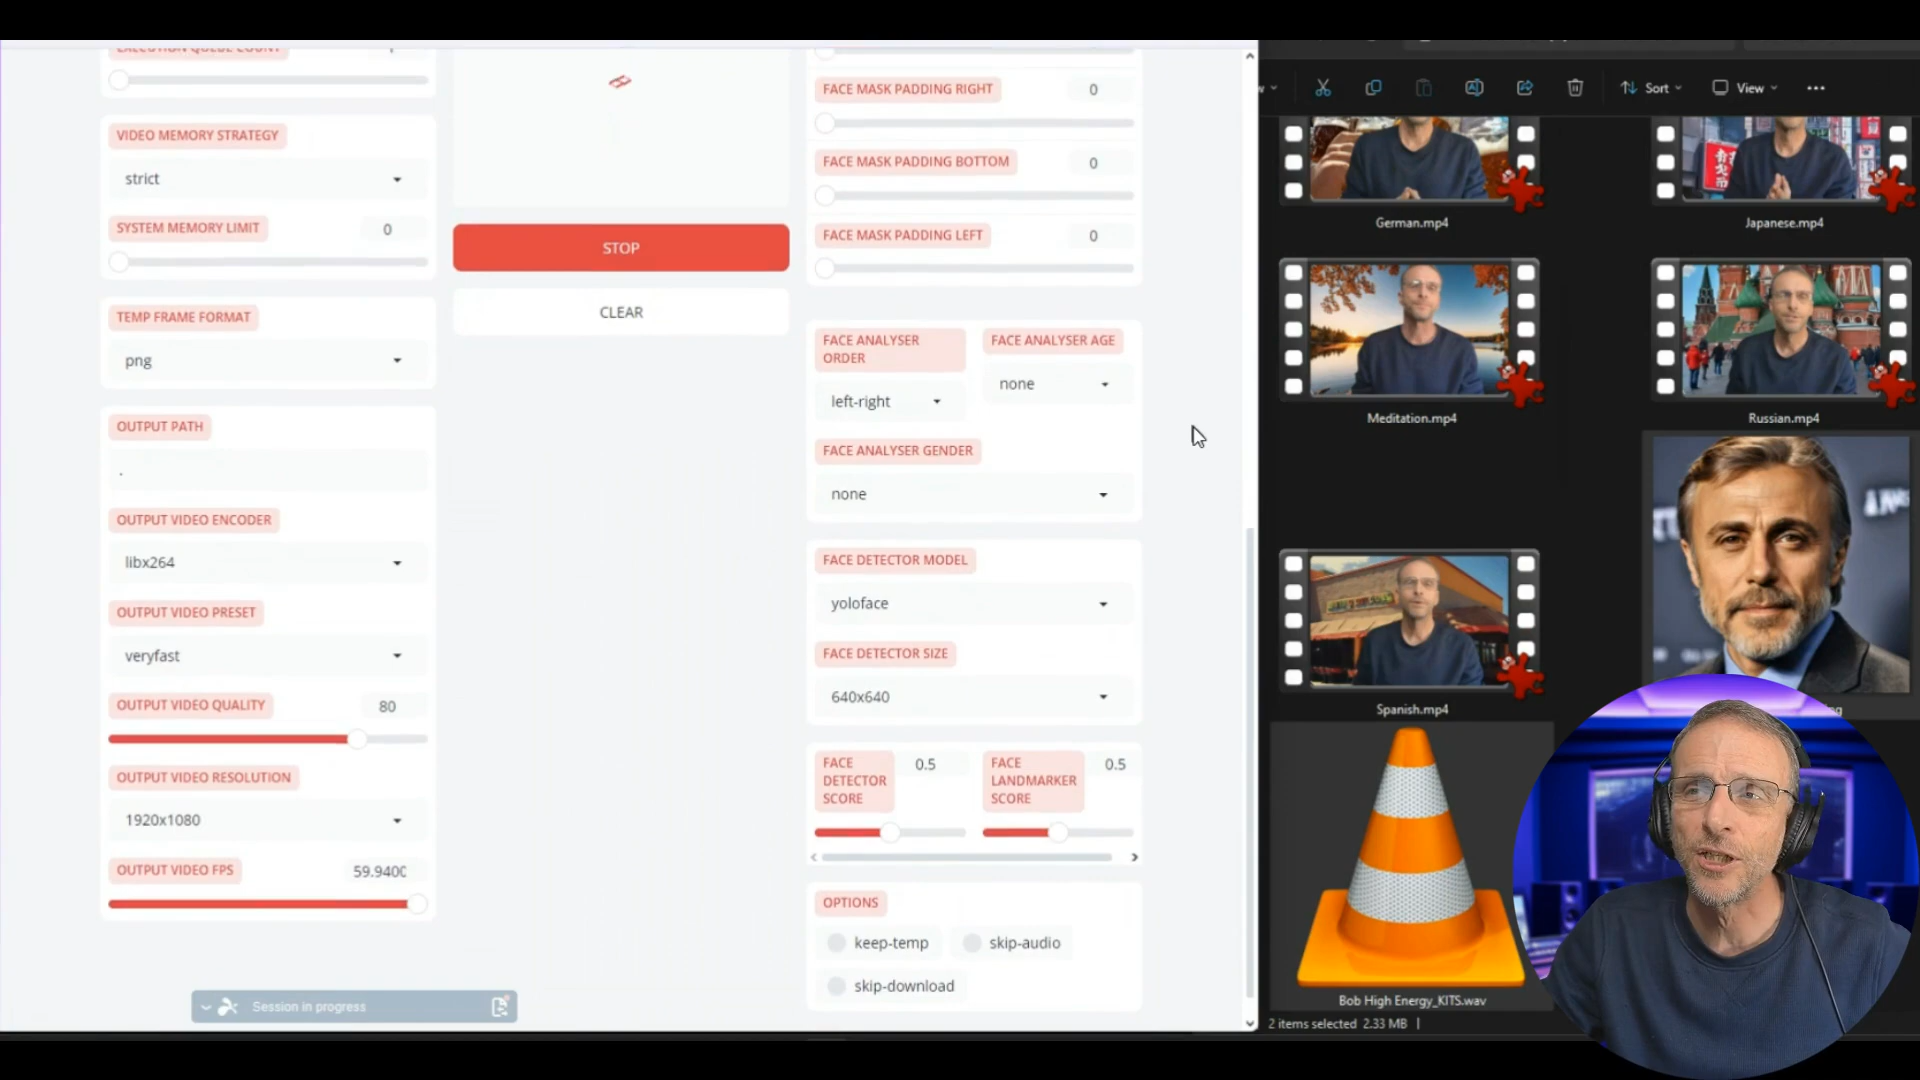 EXECUTION QUEUE COUNT
VIDEO MEMORY STRATEGY
strict
SYSTEM MEMORY LIMIT
0
TEMP FRAME FORMAT
png
OUTPUT PATH
.
OUTPUT VIDEO ENCODER
libx264
OUTPUT VIDEO PRESET
veryfast
OUTPUT VIDEO QUALITY
80
OUTPUT VIDEO RESOLUTION
1920x1080
OUTPUT VIDEO FPS
59.940
Session in progress
STOP
CLEAR
FACE MASK PADDING RIGHT
0
FACE MASK PADDING BOTTOM
0
FACE MASK PADDING LEFT
0
FACE ANALYSER
ORDER
left-right
FACE ANALYSER AGE
none
FACE ANALYSER GENDER
none
FACE DETECTOR MODEL
yoloface
FACE DETECTOR SIZE
640x640
FACE
DETECTOR
SCORE
0.5
FACE
LANDMARKER
SCORE
0.5
OPTIONS
keep-temp
skip-audio
skip-download
Sort
View
German.mp4
Japanese.mp4
Meditation.mp4
Russian.mp4
Spanish.mp4
Bob High Energy_KITS.wav
2 items selected 2.33 MB